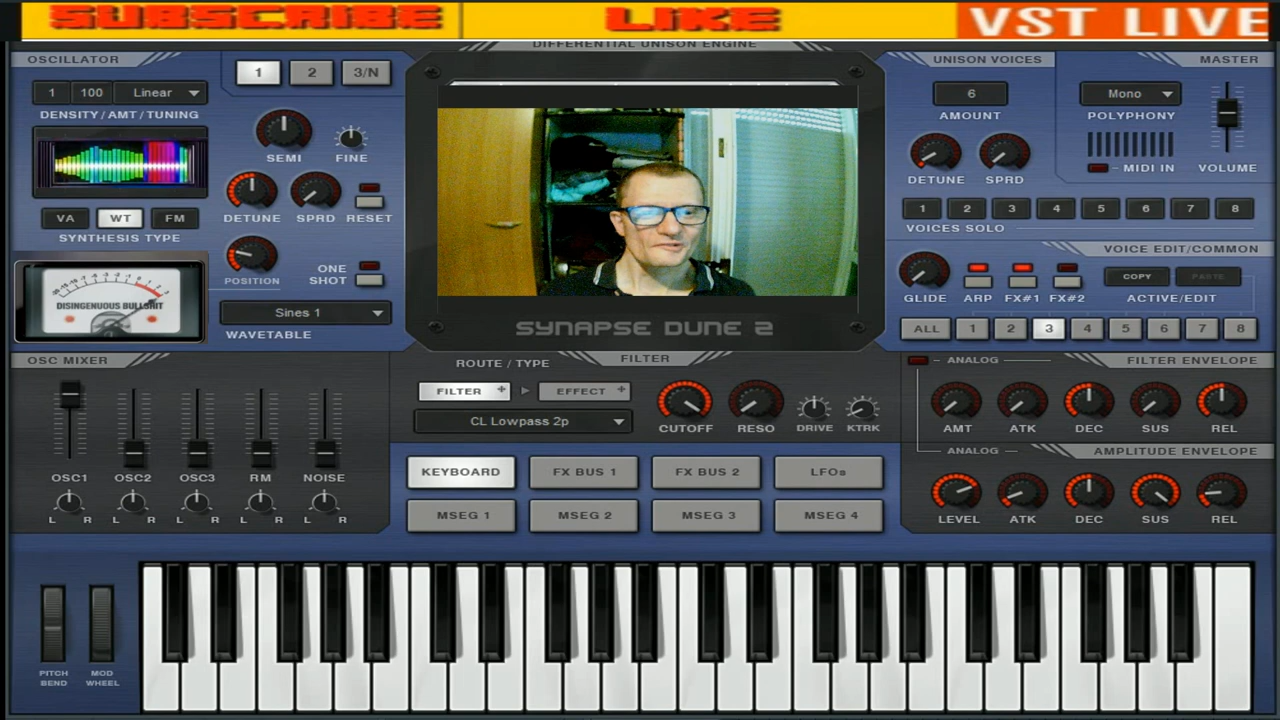 SUBSCRIBE LIKE VST LIVE
DIFFERENTIAL UNISON ENGINE
OSCILLATOR
1 2 3/N
1 100 Linear
DENSITY/AMT/TUNING
SEMI FINE
DETUNE SPRD RESET
VA WT FM
SYNTHESIS TYPE
POSITION
ONE
SHOT
DISINGENUOUS BULLSHIT
Sines 1
WAVETABLE
SYNAPSE DUNE 2
UNISON VOICES MASTER
6 Mono
AMOUNT POLYPHONY
MIDI IN VOLUME
DETUNE SPRD
1 2 3 4 5 6 7 8
VOICES SOLO
VOICE EDIT/COMMON
COPY PASTE
GLIDE ARP FX#1 FX#2 ACTIVE/EDIT
ALL 1 2 3 4 5 6 7 8
OSC MIXER
OSC1 OSC2 OSC3 RM NOISE
L R L R L R L R L R
ROUTE / TYPE FILTER
FILTER + EFFECT +
CL Lowpass 2p
CUTOFF RESO DRIVE KTRK
ANALOG FILTER ENVELOPE
AMT ATK DEC SUS REL
ANALOG AMPLITUDE ENVELOPE
LEVEL ATK DEC SUS REL
KEYBOARD FX BUS 1 FX BUS 2 LFOs
MSEG 1 MSEG 2 MSEG 3 MSEG 4
PITCH
BEND
MOD
WHEEL